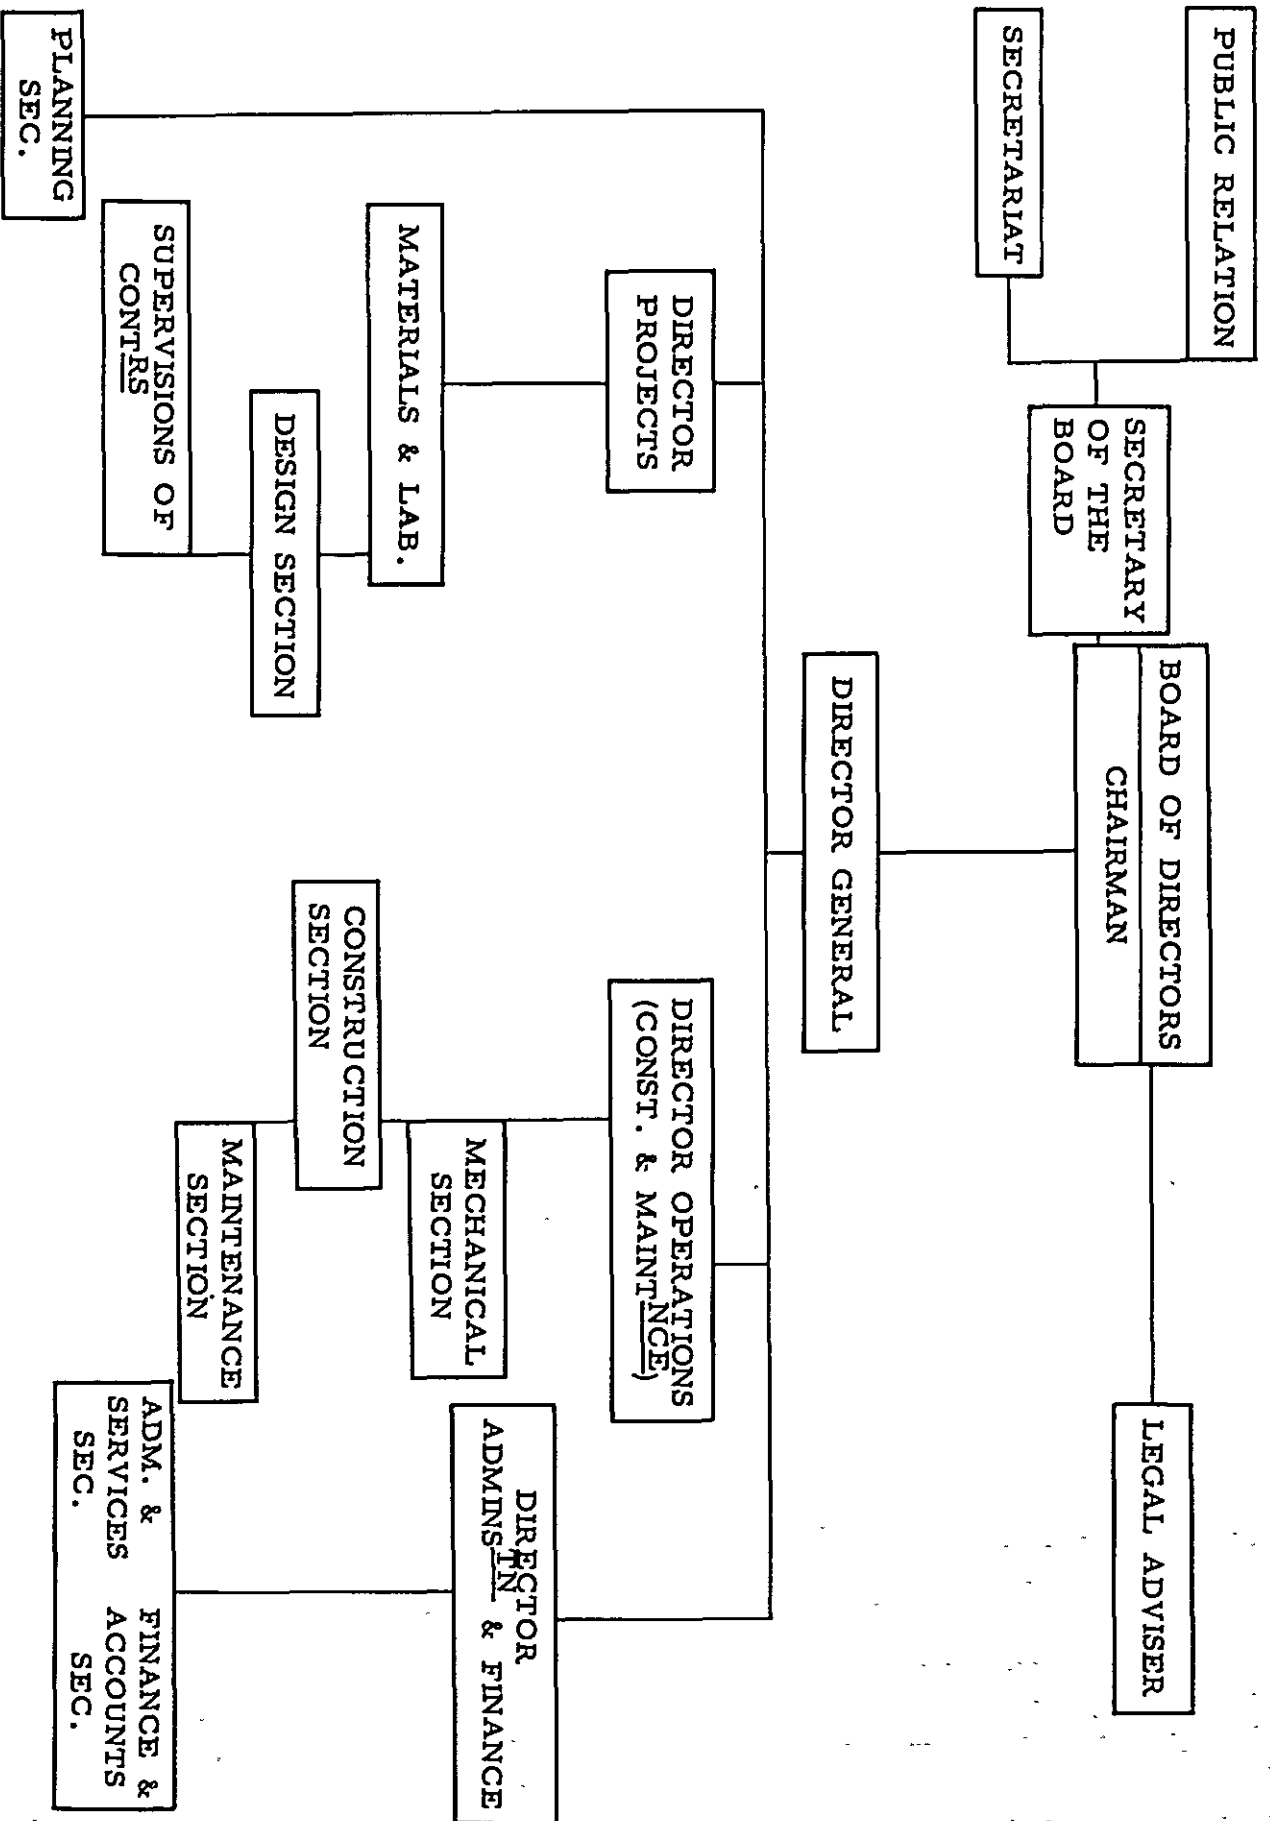 PUBLIC RELATION
SECRETARIAT
SECRETARY
OF THE
BOARD
BOARD OF DIRECTORS
CHAIRMAN
LEGAL ADVISER
DIRECTOR GENERAL
DIRECTOR
PROJECTS
DIRECTOR OPERATIONS
(CONST. & MAINTNCE)
DIRECTOR
ADMINSTN & FINANCE
MATERIALS & LAB.
DESIGN SECTION
SUPERVISIONS OF
CONTRS
PLANNING
SEC.
MECHANICAL
SECTION
CONSTRUCTION
SECTION
MAINTENANCE
SECTION
ADM. &
SERVICES
SEC.
FINANCE &
ACCOUNTS
SEC.